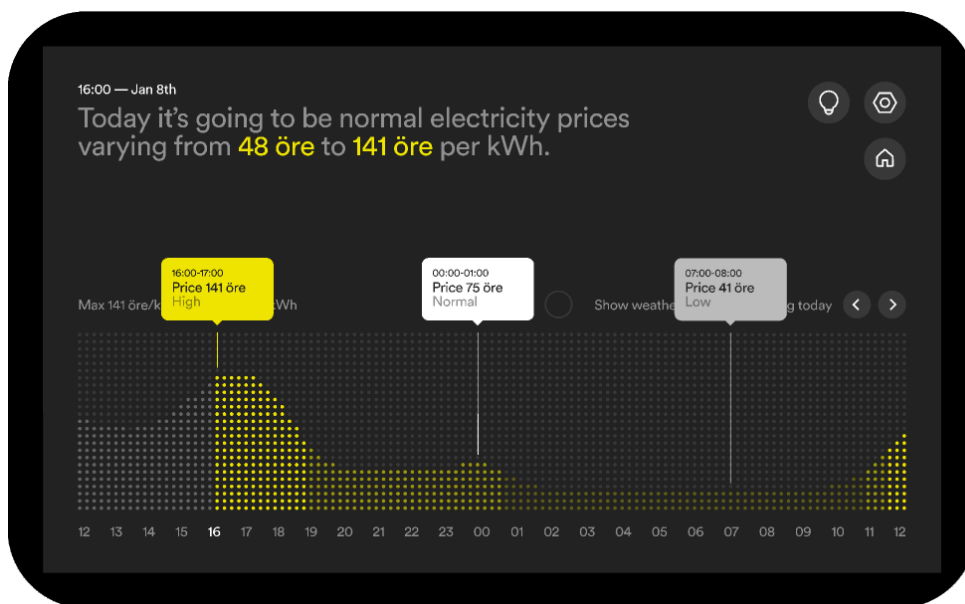 16:00 — Jan 8th
Today it's going to be normal electricity prices
varying from 48 öre to 141 öre per kWh.
16:00-17:00
Price 141 öre
High
00:00-01:00
Price 75 öre
Normal
07:00-08:00
Price 41 öre
Low
Max 141 öre/k
Wh
Show weathe
g today
12 13 14 15 16 17 18 19 20 21 22 23 00 01 02 03 04 05 06 07 08 09 10 11 12